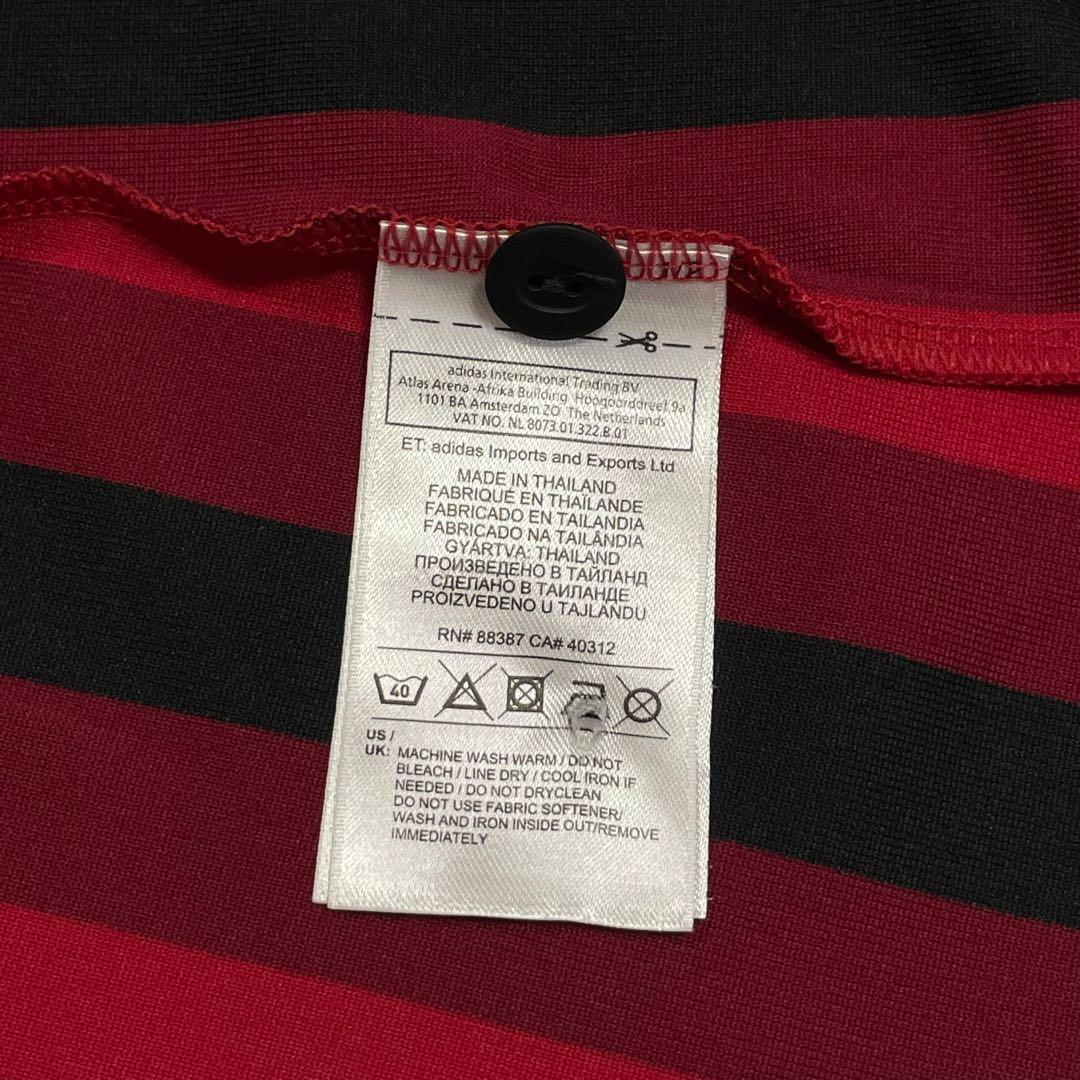 adidas International Trading BV
Atlas Arena -Afrika Building, Hoogoorddreef 9a
1101 BA Amsterdam ZO The Netherlands
VAT NO. NL 8073.01.322.B.01
ET: adidas Imports and Exports Ltd
MADE IN THAILAND
FABRIQUÉ EN THAÏLANDE
FABRICADO EN TAILANDIA
FABRICADO NA TAILÂNDIA
GYÁRTVA: THAILAND
ПРОИЗВЕДЕНО В ТАЙЛАНД
СДЕЛАНО В ТАИЛАНДЕ
PROIZVEDENO U TAJLANDU
RN# 88387 CA# 40312
40
US /
UK: MACHINE WASH WARM / DO NOT
BLEACH / LINE DRY / COOL IRON IF
NEEDED / DO NOT DRYCLEAN
DO NOT USE FABRIC SOFTENER/
WASH AND IRON INSIDE OUT/REMOVE
IMMEDIATELY